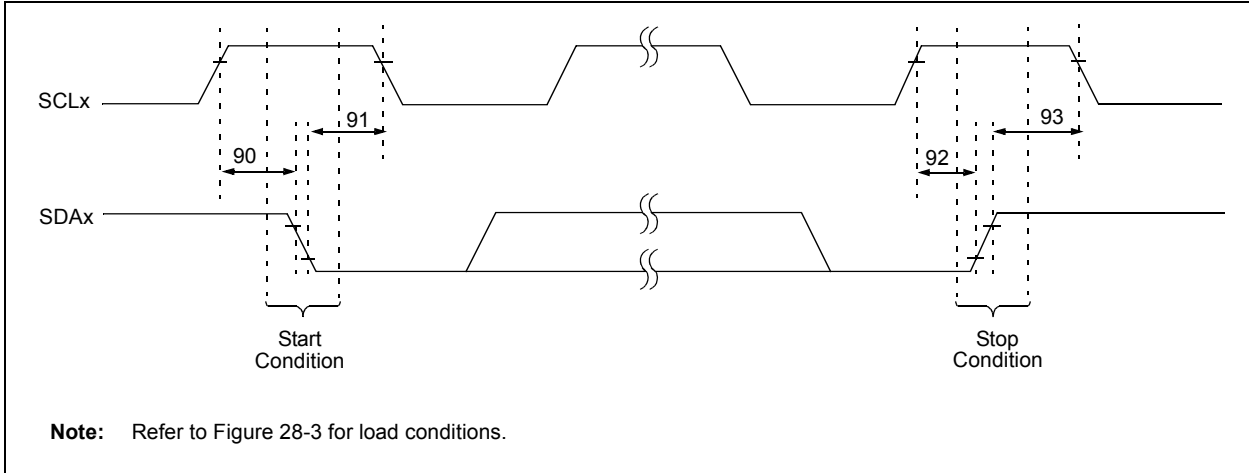 SCLx
91
93
90
92
SDAx
Start
Condition
Stop
Condition
Note: Refer to Figure 28-3 for load conditions.